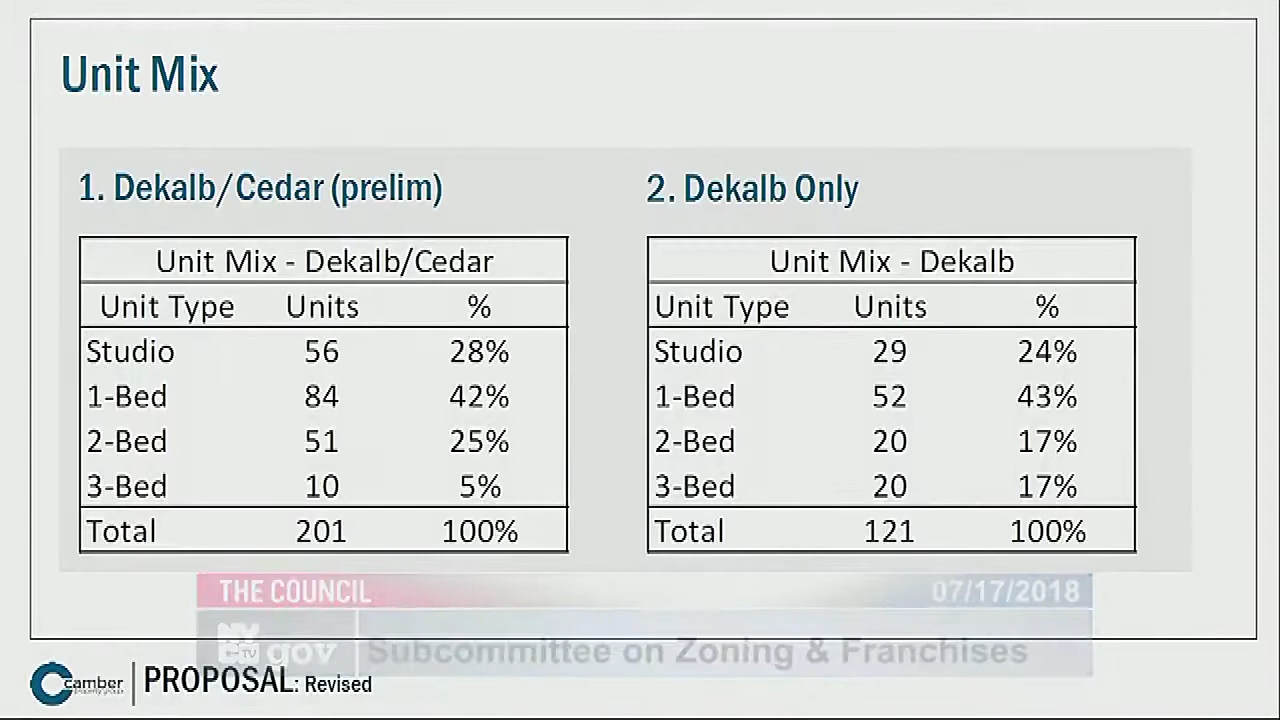 Unit Mix
1. Dekalb/Cedar (prelim)
Unit Mix - Dekalb/Cedar
Unit Type Units %
Studio 56 28%
1-Bed 84 42%
2-Bed 51 25%
3-Bed 10 5%
Total 201 100%
2. Dekalb Only
Unit Mix - Dekalb
Unit Type Units %
Studio 29 24%
1-Bed 52 43%
2-Bed 20 17%
3-Bed 20 17%
Total 121 100%
THE COUNCIL 07/17/2018
NYC TV gov Subcommittee on Zoning & Franchises
camber PROPOSAL: Revised